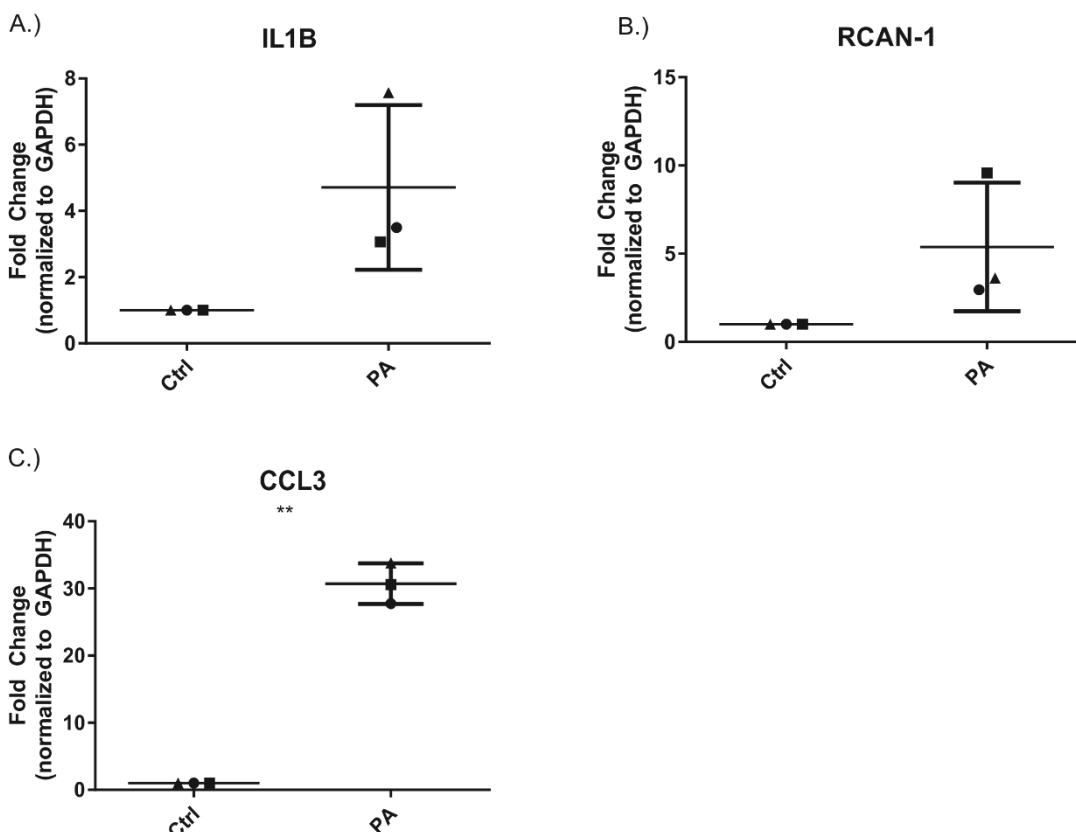 A.)
IL1B
Fold Change
(normalized to GAPDH)
8
6
4
2
0
Ctrl
PA
B.)
RCAN-1
Fold Change
(normalized to GAPDH)
15
10
5
0
Ctrl
PA
C.)
CCL3
**
Fold Change
(normalized to GAPDH)
40
30
20
10
0
Ctrl
PA